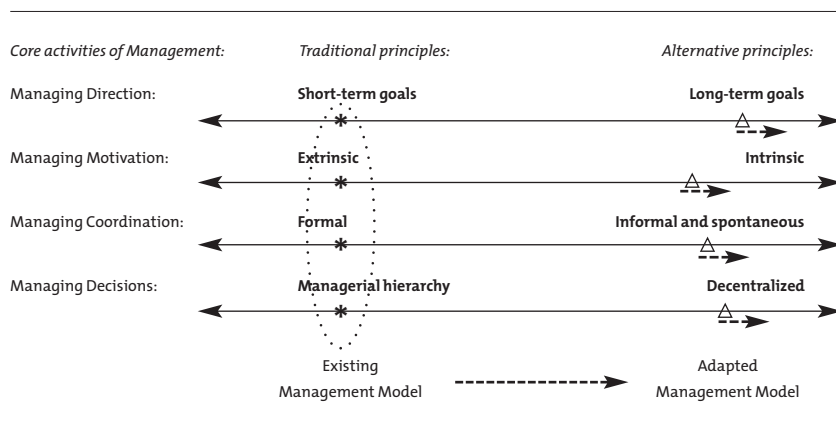 Core activities of Management: Traditional principles: Alternative principles:
Managing Direction: Short-term goals Long-term goals
Managing Motivation: Extrinsic Intrinsic
Managing Coordination: Formal Informal and spontaneous
Managing Decisions: Managerial hierarchy Decentralized
Existing Adapted
Management Model Management Model